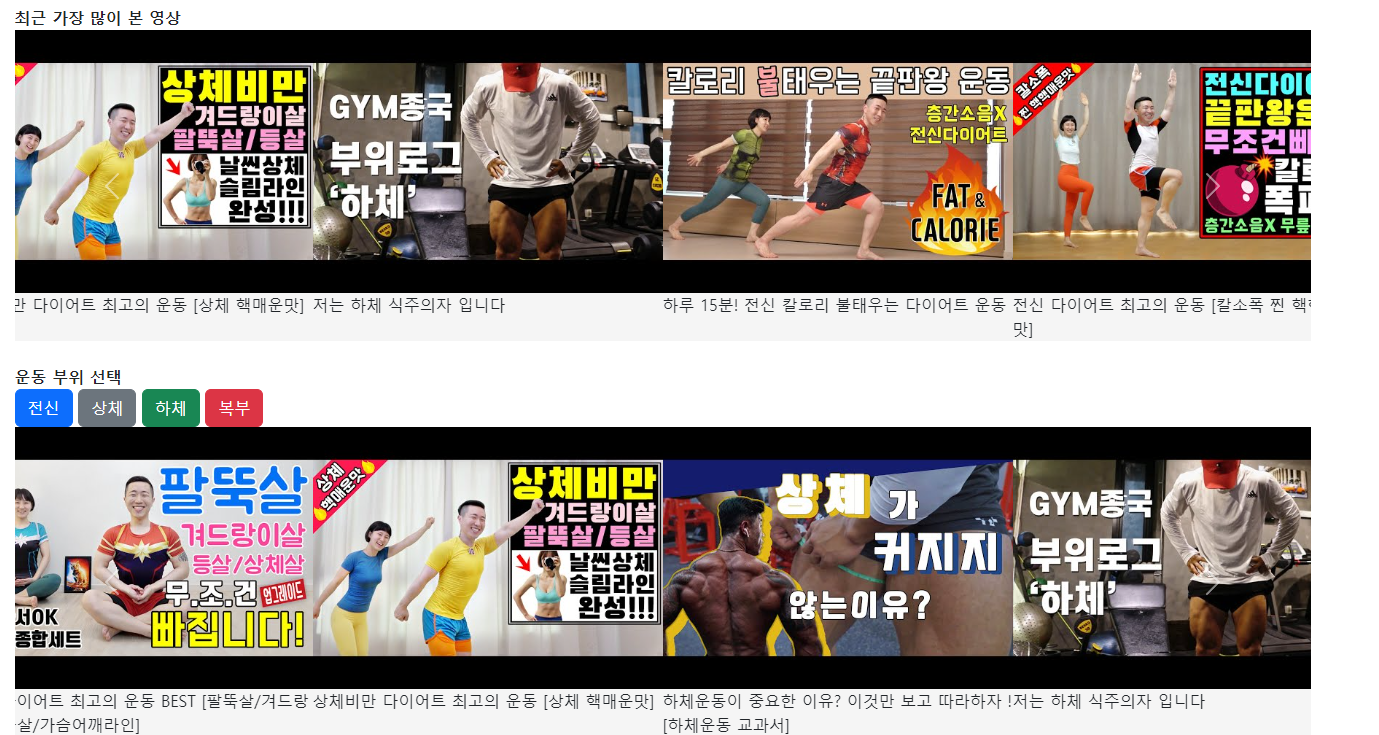 최근 가장 많이 본 영상
상체비만
겨드랑이살
팔뚝살/등살
날씬상체
슬림라인
완성!!!
GYM종국
부위로그
'하체'
칼로리 불태우는 끝판왕 운동
층간소음X
전신다이어트
FAT &
CALORIE
칼소폭
찐 핵핵매운맛
전신다이어
끝판왕운
무조건빠
칼로
폭파
층간소음X 무릎
만 다이어트 최고의 운동 [상체 핵매운맛]
저는 하체 식주의자 입니다
하루 15분! 전신 칼로리 불태우는 다이어트 운동
전신 다이어트 최고의 운동 [칼소폭 찐 핵핵
맛]
운동 부위 선택
전신
상체
하체
복부
팔뚝살
겨드랑이살
등살/상체살
무.조.건 업그레이드
빠집니다!
서OK
종합세트
상체
핵매운맛
상체비만
겨드랑이살
팔뚝살/등살
날씬상체
슬림라인
완성!!!
상체가
커지지
않는이유?
GYM종국
부위로그
'하체'
이어트 최고의 운동 BEST [팔뚝살/겨드랑
살/가슴어깨라인]
상체비만 다이어트 최고의 운동 [상체 핵매운맛]
하체운동이 중요한 이유? 이것만 보고 따라하자 !
[하체운동 교과서]
저는 하체 식주의자 입니다